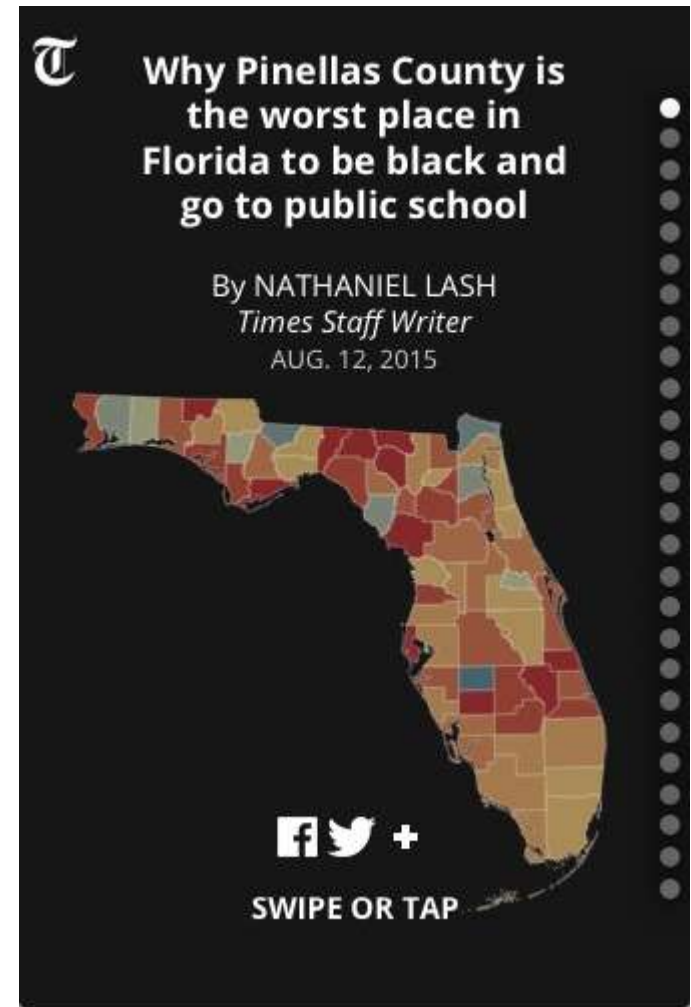 T
Why Pinellas County is
the worst place in
Florida to be black and
go to public school
By NATHANIEL LASH
Times Staff Writer
AUG. 12, 2015
SWIPE OR TAP